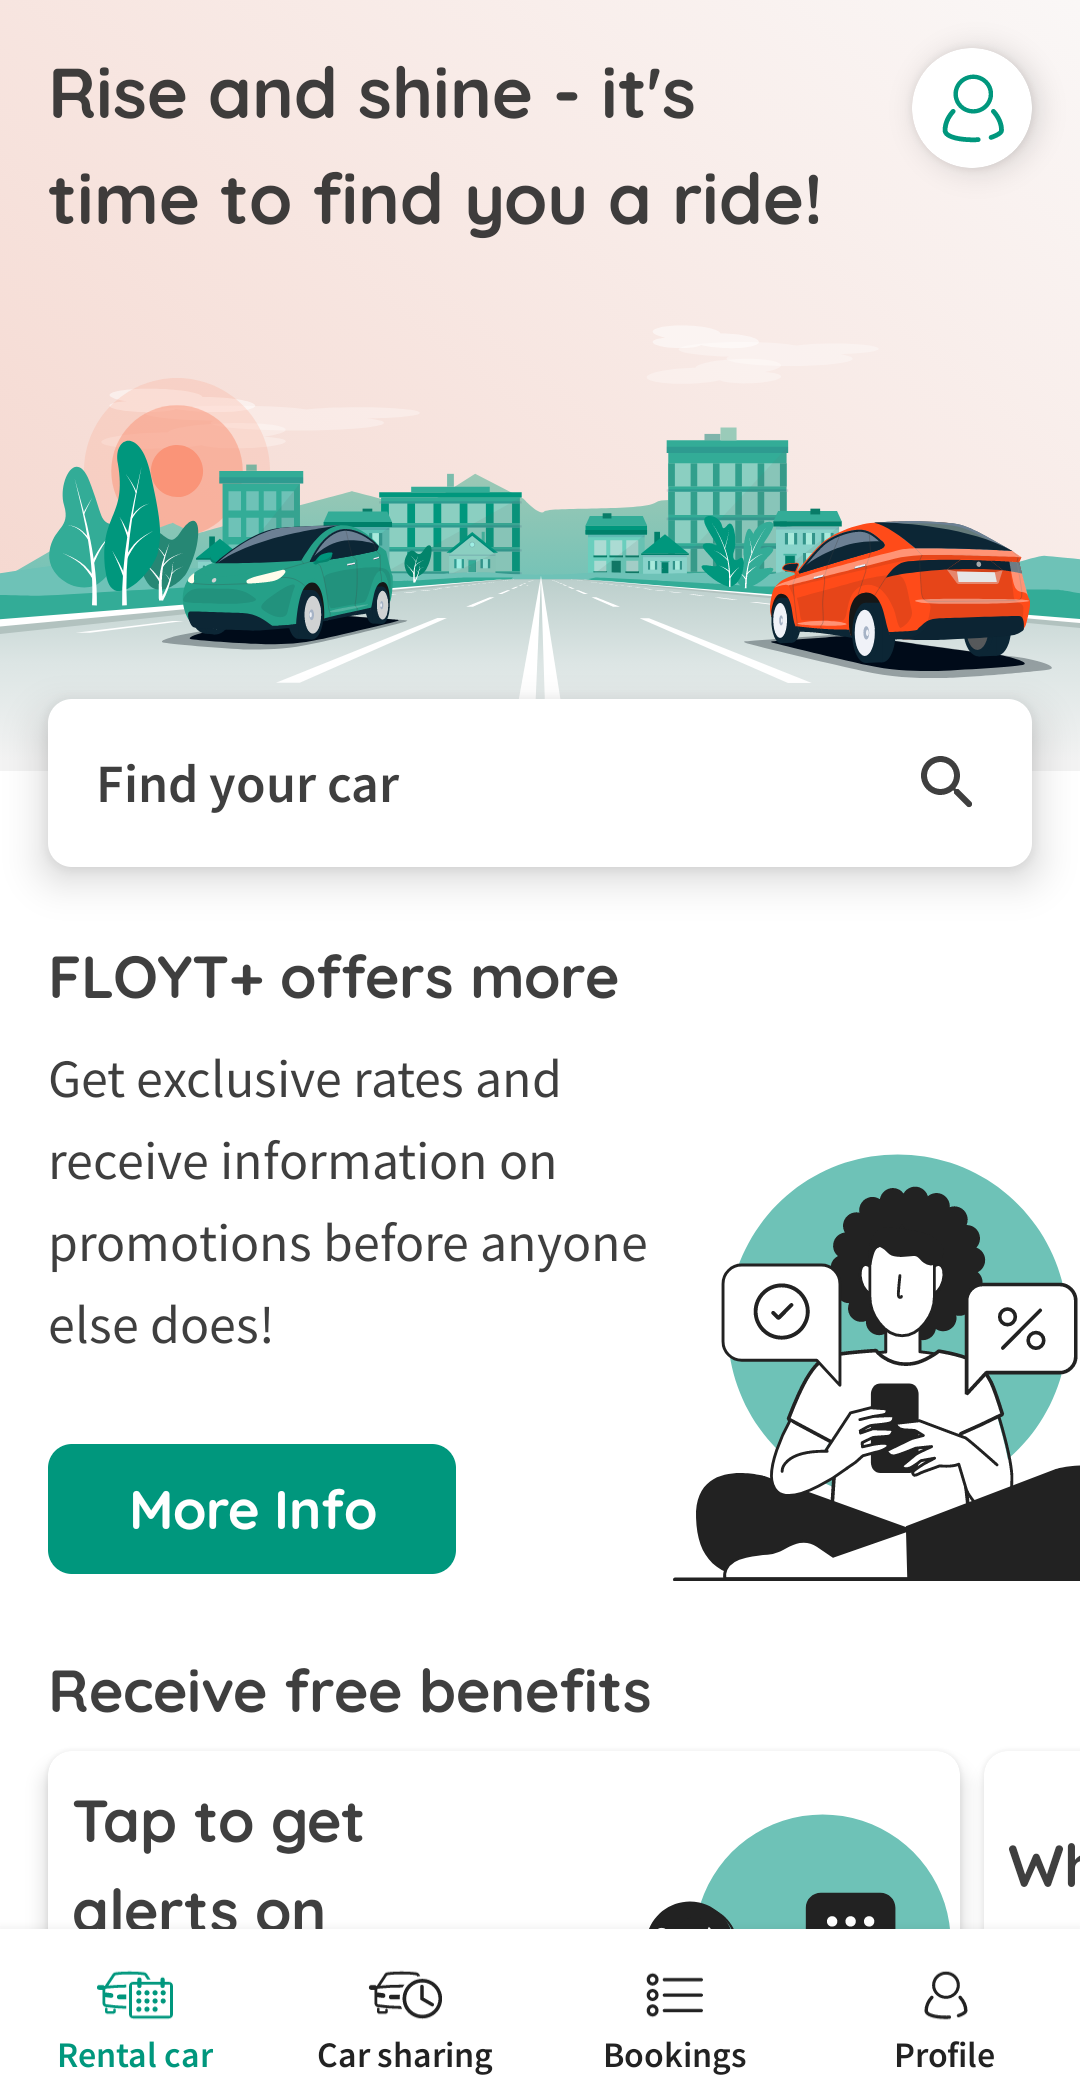 Rise and shine - it's
time to find you a ride!
Find your car
FLOYT+ offers more
Get exclusive rates and
receive information on
promotions before anyone
else does!
More Info
Receive free benefits
Tap to get
alerts on
Rental car
Car sharing
Bookings
Profile